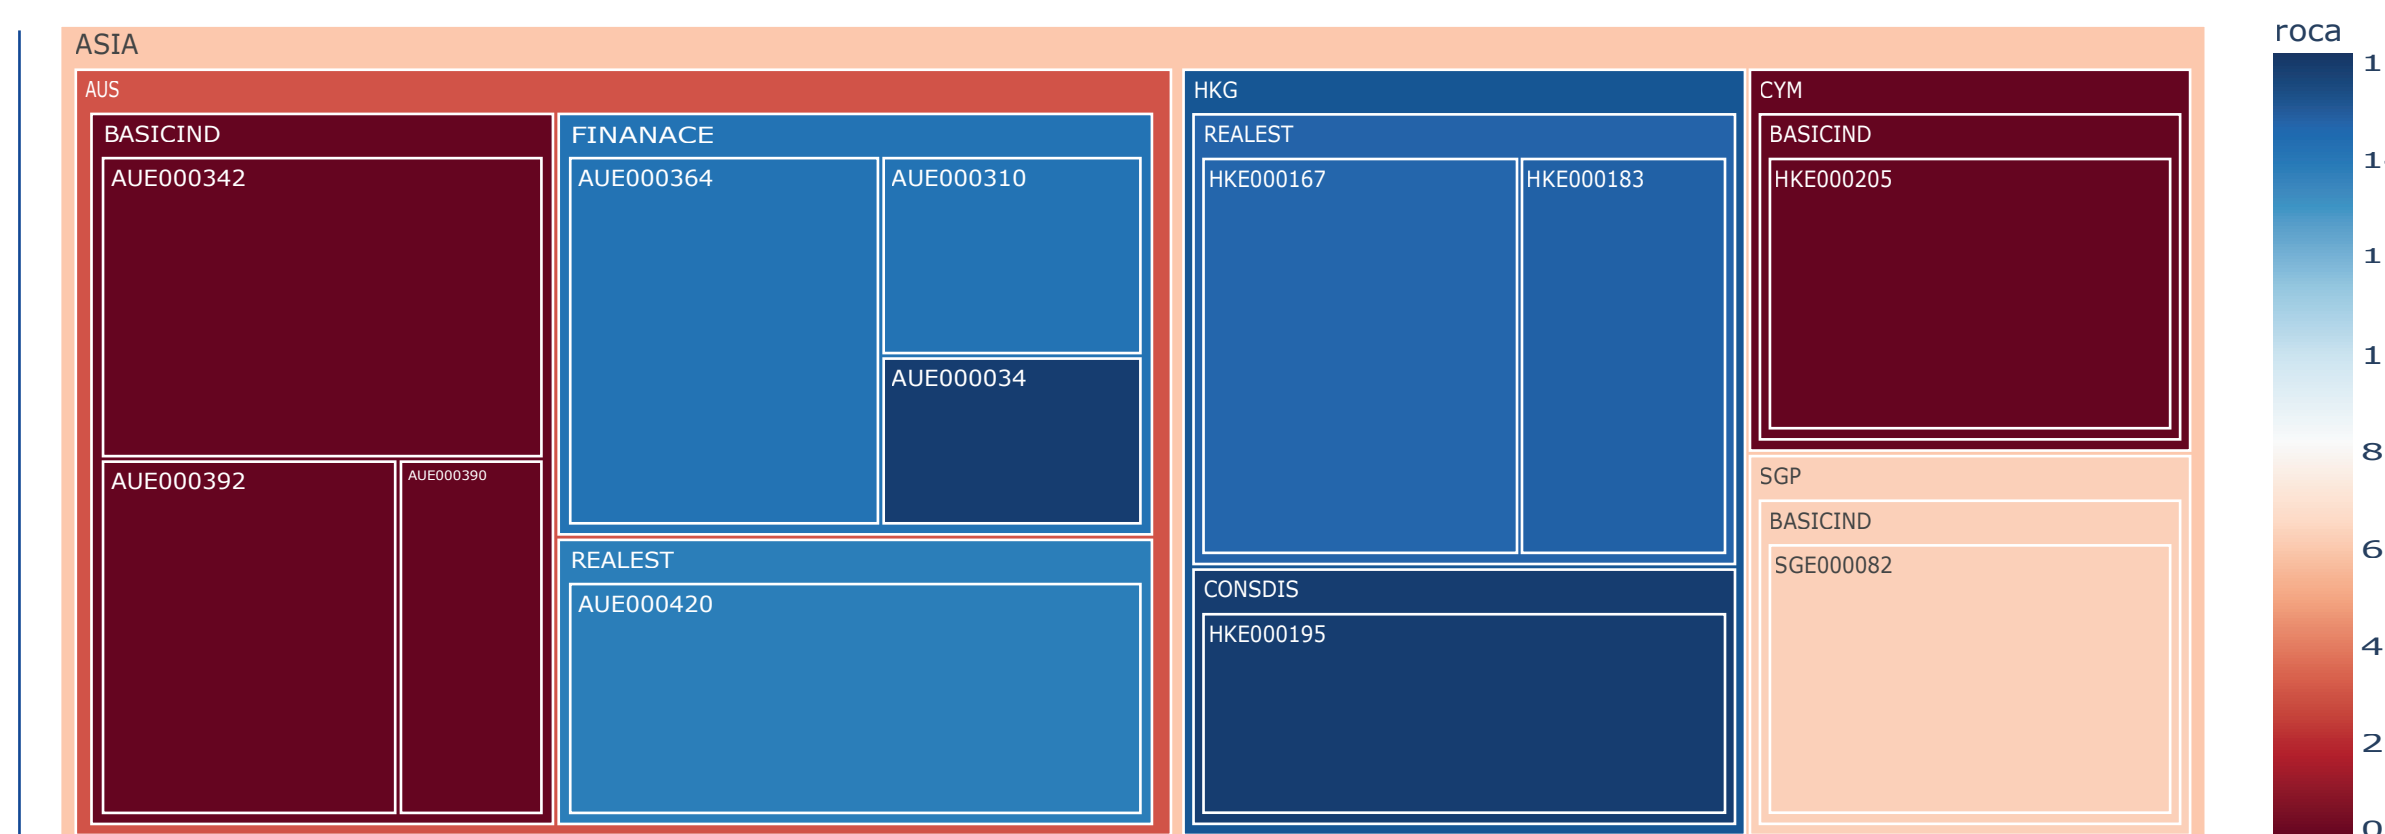 ASIA
AUS
BASICIND
AUE000342
AUE000392
AUE000390
FINANACE
AUE000364
AUE000310
AUE000034
REALEST
AUE000420
HKG
REALEST
HKE000167
HKE000183
CONSDIS
HKE000195
CYM
BASICIND
HKE000205
SGP
BASICIND
SGE000082
roca
1
1
1
1
8
6
4
2
0